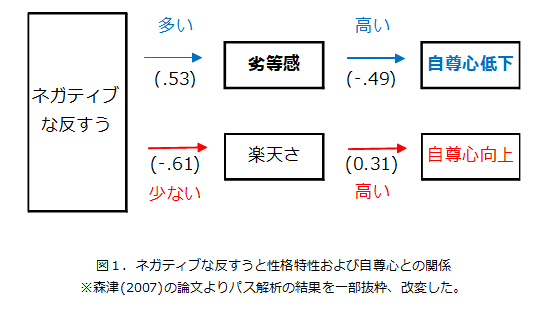 多い
高い
ネガティブ
な反すう
劣等感
自尊心低下
(.53)
(-.49)
楽天さ
自尊心向上
(-.61)
(0.31)
少ない
高い
図１．ネガティブな反すうと性格特性および自尊心との関係
※森津(2007)の論文よりパス解析の結果を一部抜粋、改変した。